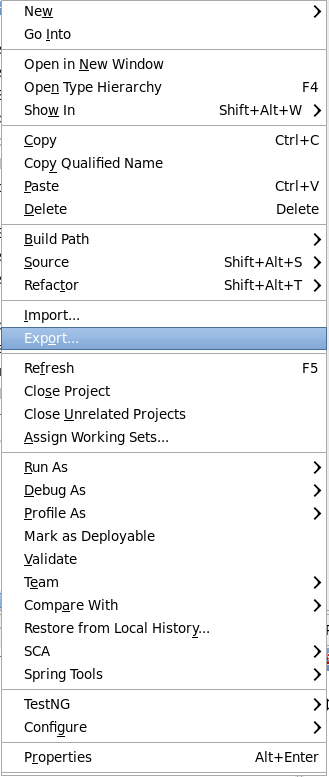 New
Go Into
Open in New Window
Open Type Hierarchy F4
Show In Shift+Alt+W
Copy Ctrl+C
Copy Qualified Name
Paste Ctrl+V
Delete Delete
Build Path
Source Shift+Alt+S
Refactor Shift+Alt+T
Import...
Export...
Refresh F5
Close Project
Close Unrelated Projects
Assign Working Sets...
Run As
Debug As
Profile As
Mark as Deployable
Validate
Team
Compare With
Restore from Local History...
SCA
Spring Tools
TestNG
Configure
Properties Alt+Enter